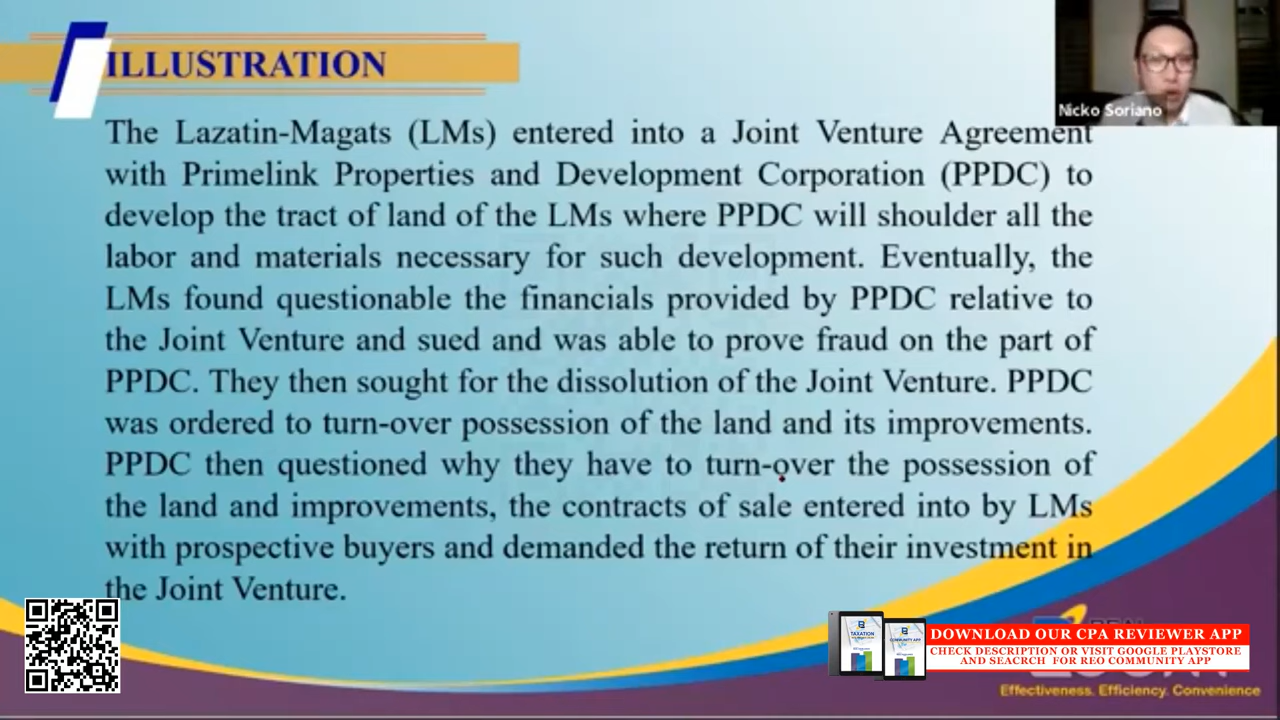 ILLUSTRATION
Nicko Soriano
The Lazatin-Magats (LMs) entered into a Joint Venture Agreement
with Primelink Properties and Development Corporation (PPDC) to
develop the tract of land of the LMs where PPDC will shoulder all the
labor and materials necessary for such development. Eventually, the
LMs found questionable the financials provided by PPDC relative to
the Joint Venture and sued and was able to prove fraud on the part of
PPDC. They then sought for the dissolution of the Joint Venture. PPDC
was ordered to turn-over possession of the land and its improvements.
PPDC then questioned why they have to turn-over the possession of
the land and improvements, the contracts of sale entered into by LMs
with prospective buyers and demanded the return of their investment in
the Joint Venture.
TAXATION
COMMUNITY APP
DOWNLOAD OUR CPA REVIEWER APP
CHECK DESCRIPTION OR VISIT GOOGLE PLAYSTORE
AND SEACRCH FOR REO COMMUNITY APP
Effectiveness. Efficiency. Convenience